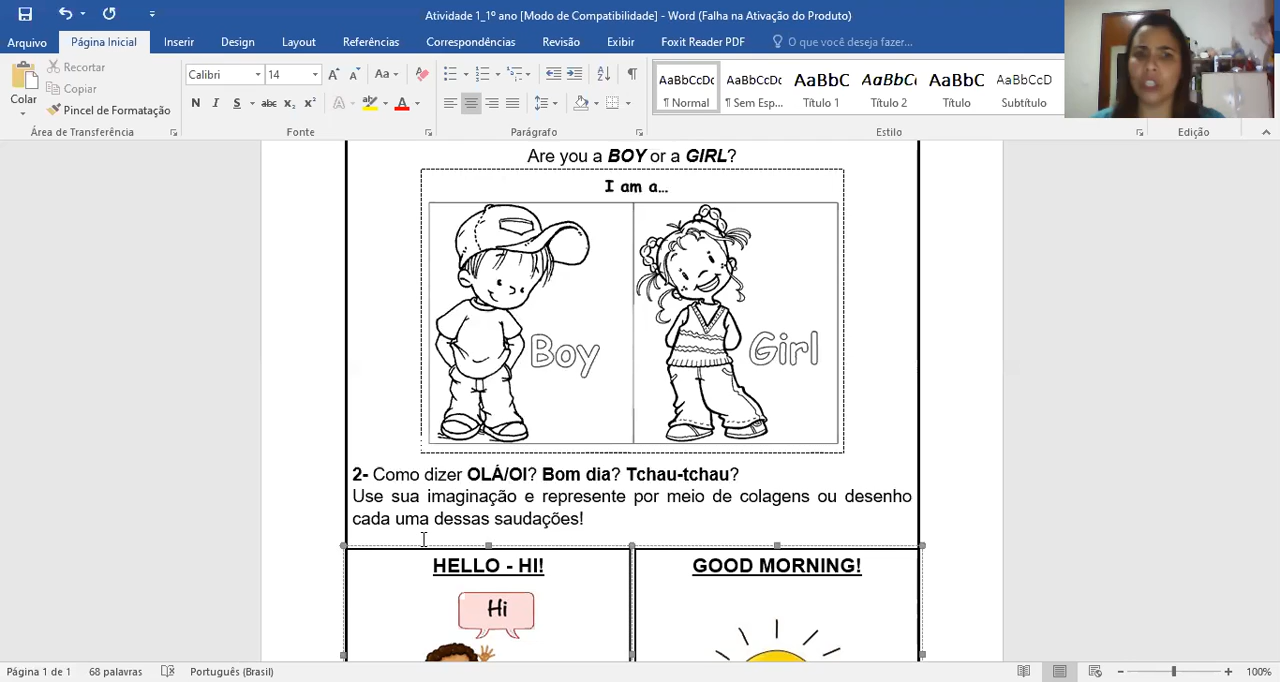 Atividade 1_1º ano [Modo de Compatibilidade] - Word (Falha na Ativação do Produto)
Arquivo Página Inicial Inserir Design Layout Referências Correspondências Revisão Exibir Foxit Reader PDF O que você deseja fazer...
Colar
Recortar
Copiar
Pincel de Formatação
Calibri 14
N I S abc x₂ x²
Aa
A
AaBbCcDc AaBbCcDc AaBbC AaBbCc AaBbC AaBbCcD
¶ Normal ¶ Sem Esp... Título 1 Título 2 Título Subtítulo
Área de Transferência Fonte Parágrafo Estilo Edição
Are you a BOY or a GIRL?
I am a...
Boy Girl
2- Como dizer OLÁ/OI? Bom dia? Tchau-tchau?
Use sua imaginação e represente por meio de colagens ou desenho
cada uma dessas saudações!
HELLO - HI! GOOD MORNING!
Hi
Página 1 de 1 68 palavras Português (Brasil) 100%